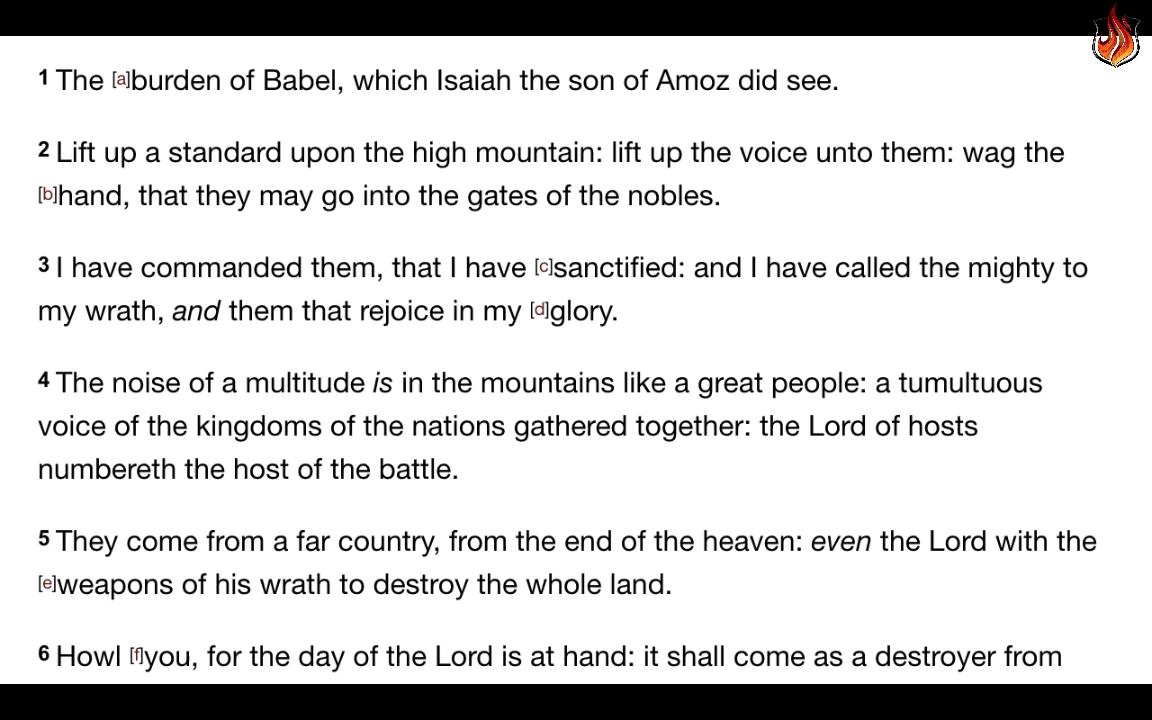 1 The [a]burden of Babel, which Isaiah the son of Amoz did see.
2 Lift up a standard upon the high mountain: lift up the voice unto them: wag the
[b]hand, that they may go into the gates of the nobles.
3 I have commanded them, that I have [c]sanctified: and I have called the mighty to
my wrath, and them that rejoice in my [d]glory.
4 The noise of a multitude is in the mountains like a great people: a tumultuous
voice of the kingdoms of the nations gathered together: the Lord of hosts
numbereth the host of the battle.
5 They come from a far country, from the end of the heaven: even the Lord with the
[e]weapons of his wrath to destroy the whole land.
6 Howl [f]you, for the day of the Lord is at hand: it shall come as a destroyer from